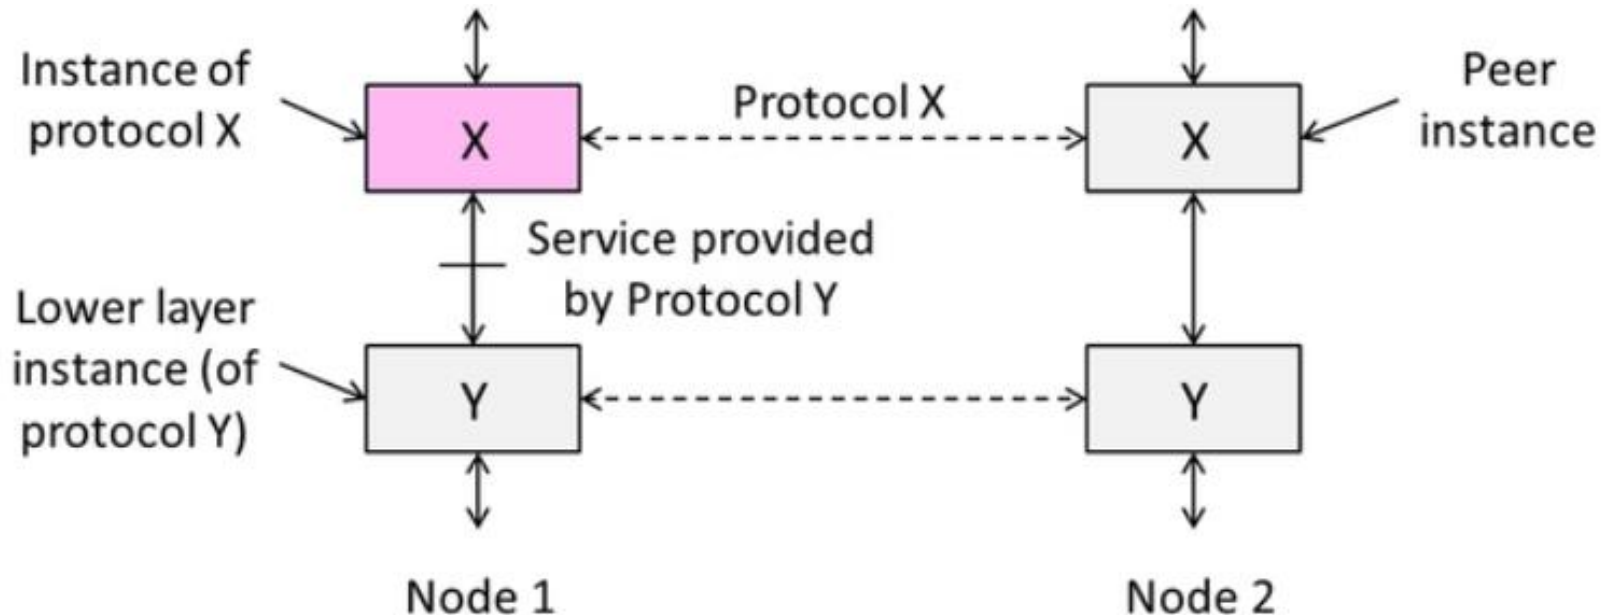 Instance of
protocol X
X
Protocol X
X
Peer
instance
Service provided
by Protocol Y
Lower layer
instance (of
protocol Y)
Y
Y
Node 1
Node 2